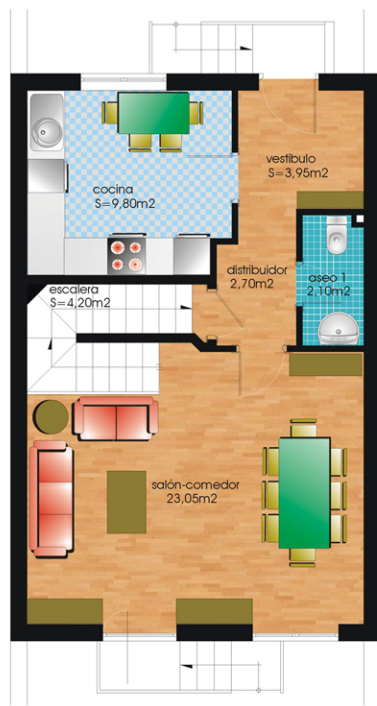 vestibulo
S=3,95m2
cocina
S=9,80m2
distribuidor
2,70m2
aseo 1
2,10m2
escalera
S=4,20m2
salón-comedor
23,05m2